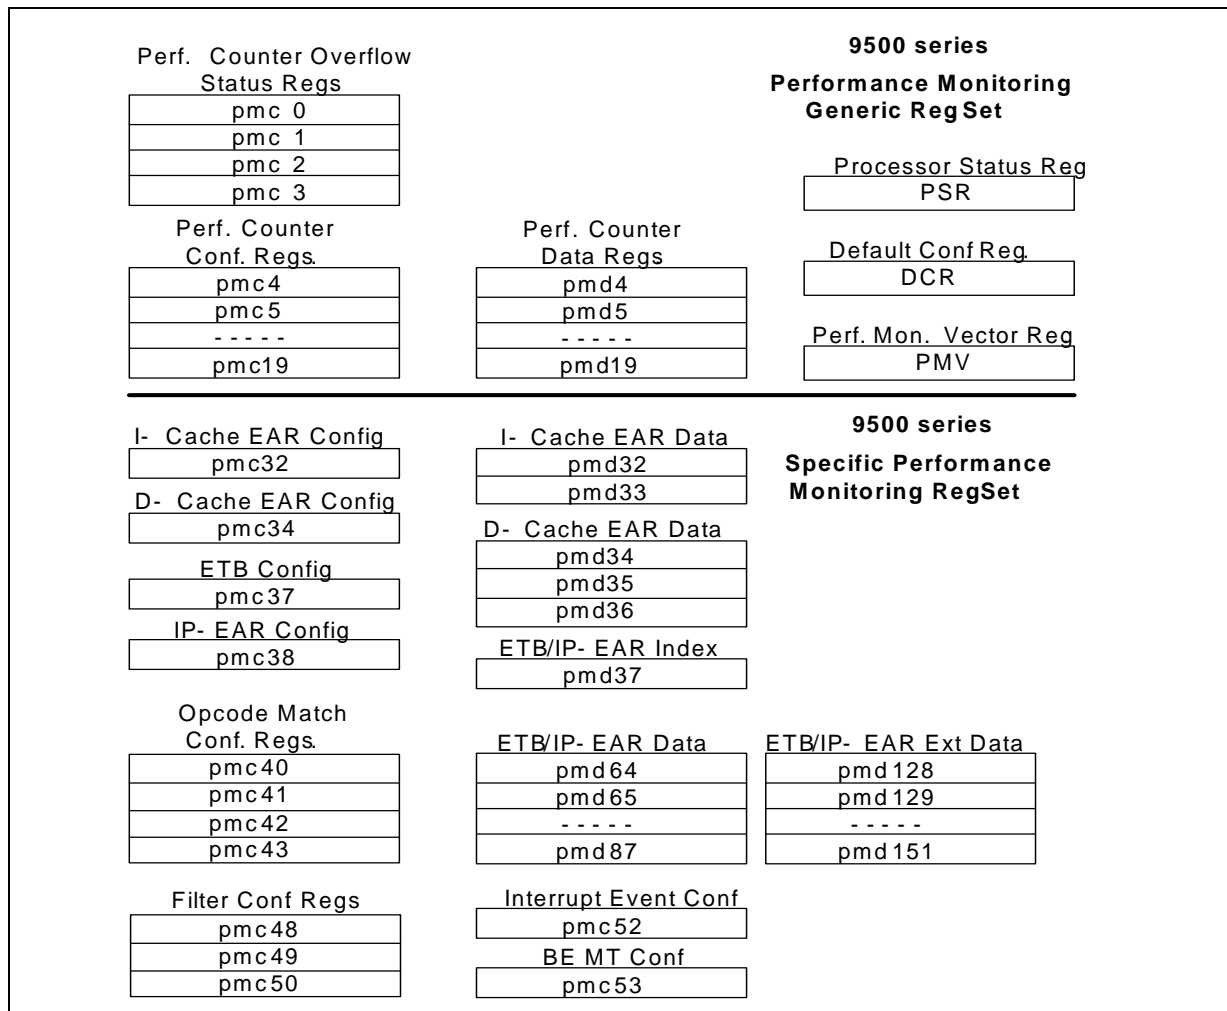 Perf. Counter Overflow
Status Regs
pmc 0
pmc 1
pmc 2
pmc 3
9500 series
Performance Monitoring
Generic Reg Set
Processor Status Reg
PSR
Default Conf Reg.
DCR
Perf. Mon. Vector Reg
PMV
Perf. Counter
Conf. Regs.
pmc4
pmc5
- - - - -
pmc19
Perf. Counter
Data Regs
pmd4
pmd5
- - - - -
pmd19
9500 series
Specific Performance
Monitoring RegSet
I- Cache EAR Config
pmc32
I- Cache EAR Data
pmd32
pmd33
D- Cache EAR Config
pmc34
D- Cache EAR Data
pmd34
pmd35
pmd36
ETB Config
pmc37
IP- EAR Config
pmc38
ETB/IP- EAR Index
pmd37
Opcode Match
Conf. Regs.
pmc40
pmc41
pmc42
pmc43
ETB/IP- EAR Data
pmd64
pmd65
- - - - -
pmd87
ETB/IP- EAR Ext Data
pmd128
pmd129
- - - - -
pmd151
Filter Conf Regs
pmc48
pmc49
pmc50
Interrupt Event Conf
pmc52
BE MT Conf
pmc53